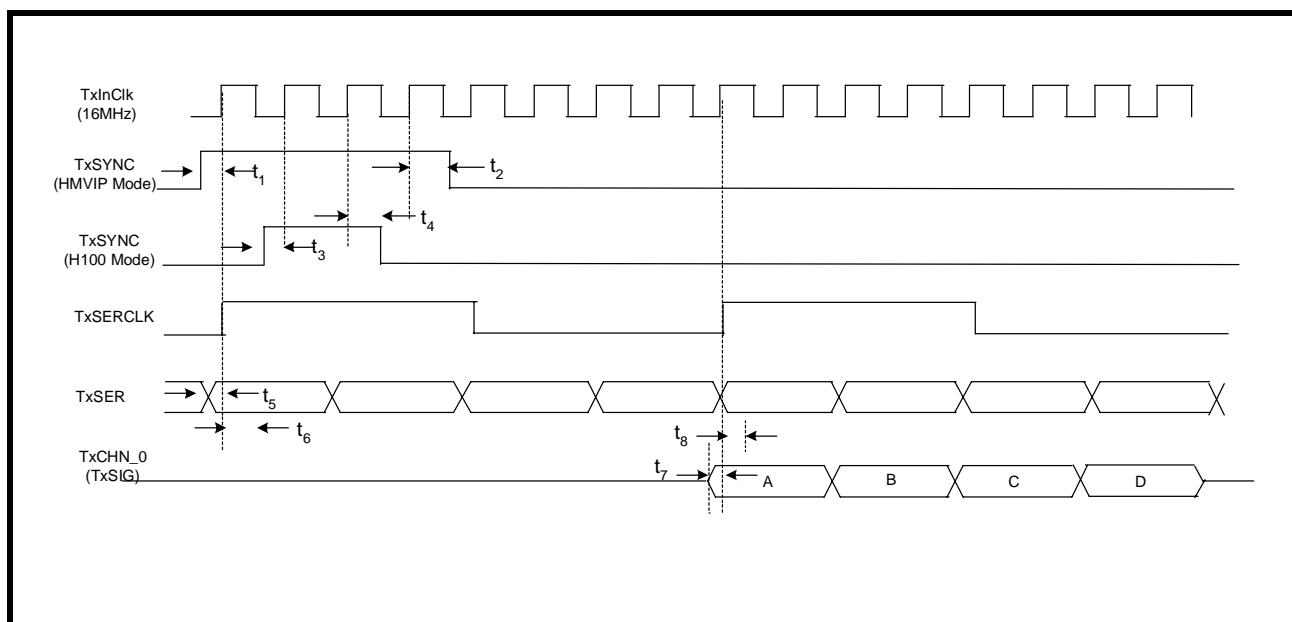 TxInClk
(16MHz)
TxSYNC
(HMVIP Mode)
t1
t2
t4
TxSYNC
(H100 Mode)
t3
TxSERCLK
TxSER
t5
t6
t8
TxCHN_0
(TxSIG)
t7
A
B
C
D